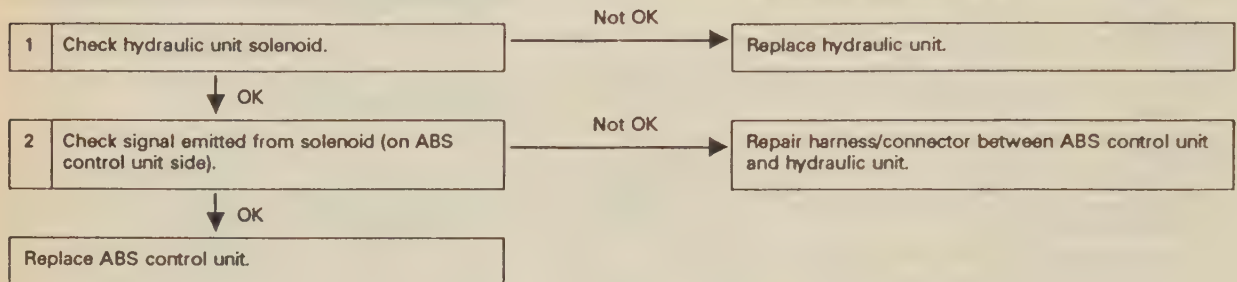 Not OK
1 Check hydraulic unit solenoid.
Replace hydraulic unit.
OK
Not OK
2 Check signal emitted from solenoid (on ABS
control unit side).
Repair harness/connector between ABS control unit
and hydraulic unit.
OK
Replace ABS control unit.